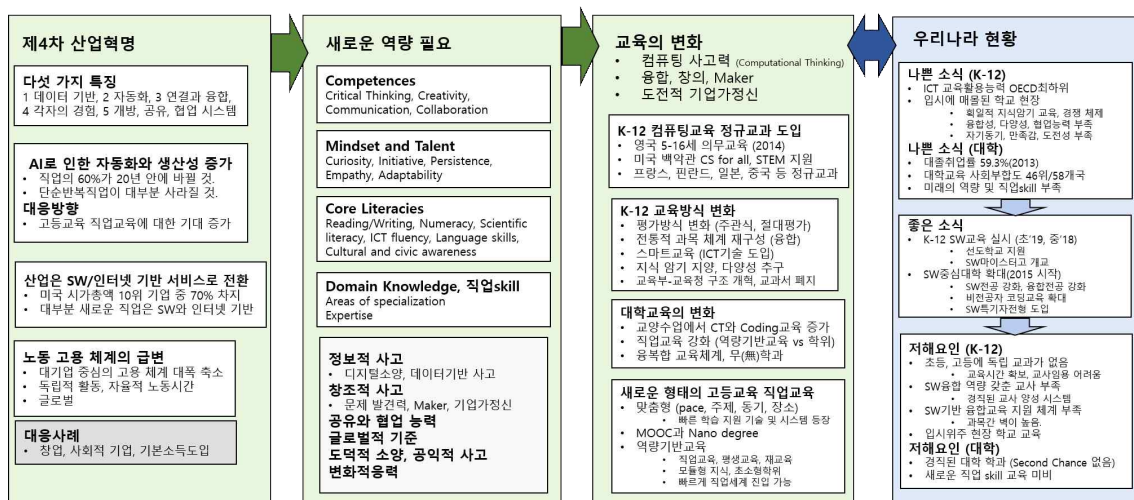 제4차 산업혁명
다섯 가지 특징
1 데이터 기반, 2 자동화, 3 연결과 융합,
4 각자의 경험, 5 개방, 공유, 협업 시스템
AI로 인한 자동화와 생산성 증가
• 직업의 60%가 20년 안에 바뀔 것.
• 단순반복직업이 대부분 사라질 것.
대응방향
• 고등교육 직업교육에 대한 기대 증가
산업은 SW/인터넷 기반 서비스로 전환
• 미국 시가총액 10위 기업 중 70% 차지
• 대부분 새로운 직업은 SW와 인터넷 기반
노동 고용 체계의 급변
• 대기업 중심의 고용 체계 대폭 축소
• 독립적 활동, 자율적 노동시간
• 글로벌
대응사례
• 창업, 사회적 기업, 기본소득도입
새로운 역량 필요
Competences
Critical Thinking, Creativity,
Communication, Collaboration
Mindset and Talent
Curiosity, Initiative, Persistence,
Empathy, Adaptability
Core Literacies
Reading/Writing, Numeracy, Scientific
literacy, ICT fluency, Language skills,
Cultural and civic awareness
Domain Knowledge, 직업skill
Areas of specialization
Expertise
정보적 사고
• 디지털소양, 데이터기반 사고
창조적 사고
• 문제 발견력, Maker, 기업가정신
공유와 협업 능력
글로벌적 기준
도덕적 소양, 공익적 사고
변화적응력
교육의 변화
• 컴퓨팅 사고력 (Computational Thinking)
• 융합, 창의, Maker
• 도전적 기업가정신
K-12 컴퓨팅교육 정규교과 도입
• 영국 5-16세 의무교육 (2014)
• 미국 백악관 CS for all, STEM 지원
• 프랑스, 핀란드, 일본, 중국 등 정규교과
K-12 교육방식 변화
• 평가방식 변화 (주관식, 절대평가)
• 전통적 과목 체계 재구성 (융합)
• 스마트교육 (ICT기술 도입)
• 지식 암기 지양, 다양성 추구
• 교육부-교육청 구조 개혁, 교과서 폐지
대학교육의 변화
• 교양수업에서 CT와 Coding교육 증가
• 직업교육 강화 (역량기반교육 vs 학위)
• 융복합 교육체계, 무(無)학과
새로운 형태의 고등교육 직업교육
• 맞춤형 (pace, 주제, 동기, 장소)
• 빠른 학습 지원 기술 및 시스템 등장
• MOOC과 Nano degree
• 역량기반교육
• 직업교육, 평생교육, 재교육
• 모듈형 지식, 초소형학위
• 빠르게 직업세계 진입 가능
우리나라 현황
나쁜 소식 (K-12)
• ICT 교육활용능력 OECD최하위
• 입시에 매몰된 학교 현장
• 획일적 지식암기 교육, 경쟁 체제
• 융합성, 다양성, 협업능력 부족
• 자기동기, 만족감, 도전성 부족
나쁜 소식 (대학)
• 대졸취업률 59.3%(2013)
• 대학교육 사회부합도 46위/58개국
• 미래의 역량 및 직업skill 부족
좋은 소식
• K-12 SW교육 실시 (초'19, 중'18)
• 선도학교 지원
• SW마이스터고 개교
• SW중심대학 확대(2015 시작)
• SW전공 강화, 융합전공 강화
• 비전공자 코딩교육 확대
• SW특기자전형 도입
저해요인 (K-12)
• 초등, 고등에 독립 교과가 없음
• 교육시간 확보, 교사임용 어려움
• SW융합 역량 갖춘 교사 부족
• 경직된 교사 양성 시스템
• SW기반 융합교육 지원 체계 부족
• 과목간 벽이 높음.
• 입시위주 현장 학교 교육
저해요인 (대학)
• 경직된 대학 학과 (Second Chance 없음)
• 새로운 직업 skill 교육 미비